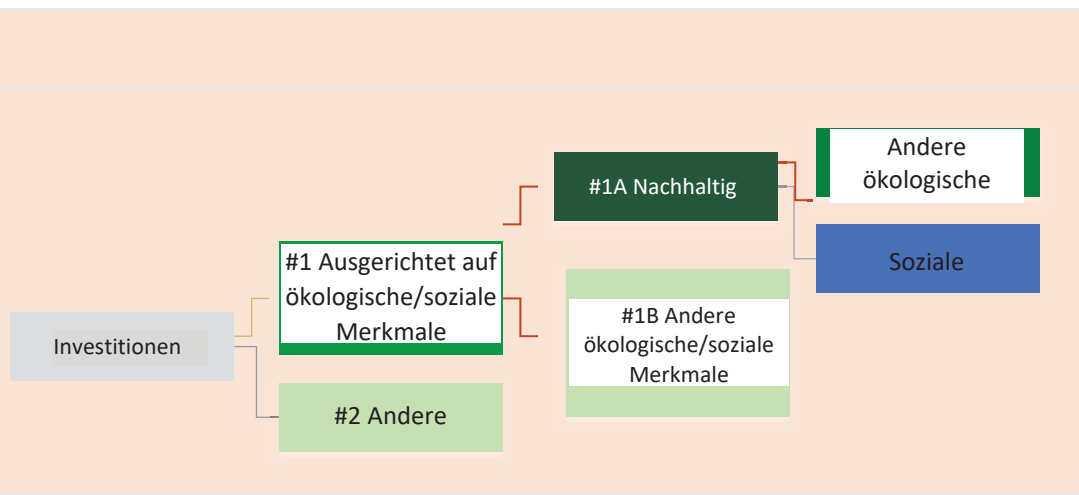 Investitionen
#1 Ausgerichtet auf
ökologische/soziale
Merkmale
#2 Andere
#1A Nachhaltig
#1B Andere
ökologische/soziale
Merkmale
Andere
ökologische
Soziale